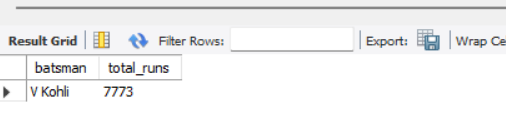 Result Grid Filter Rows: Export: Wrap Ce
batsman total_runs
V Kohli 7773